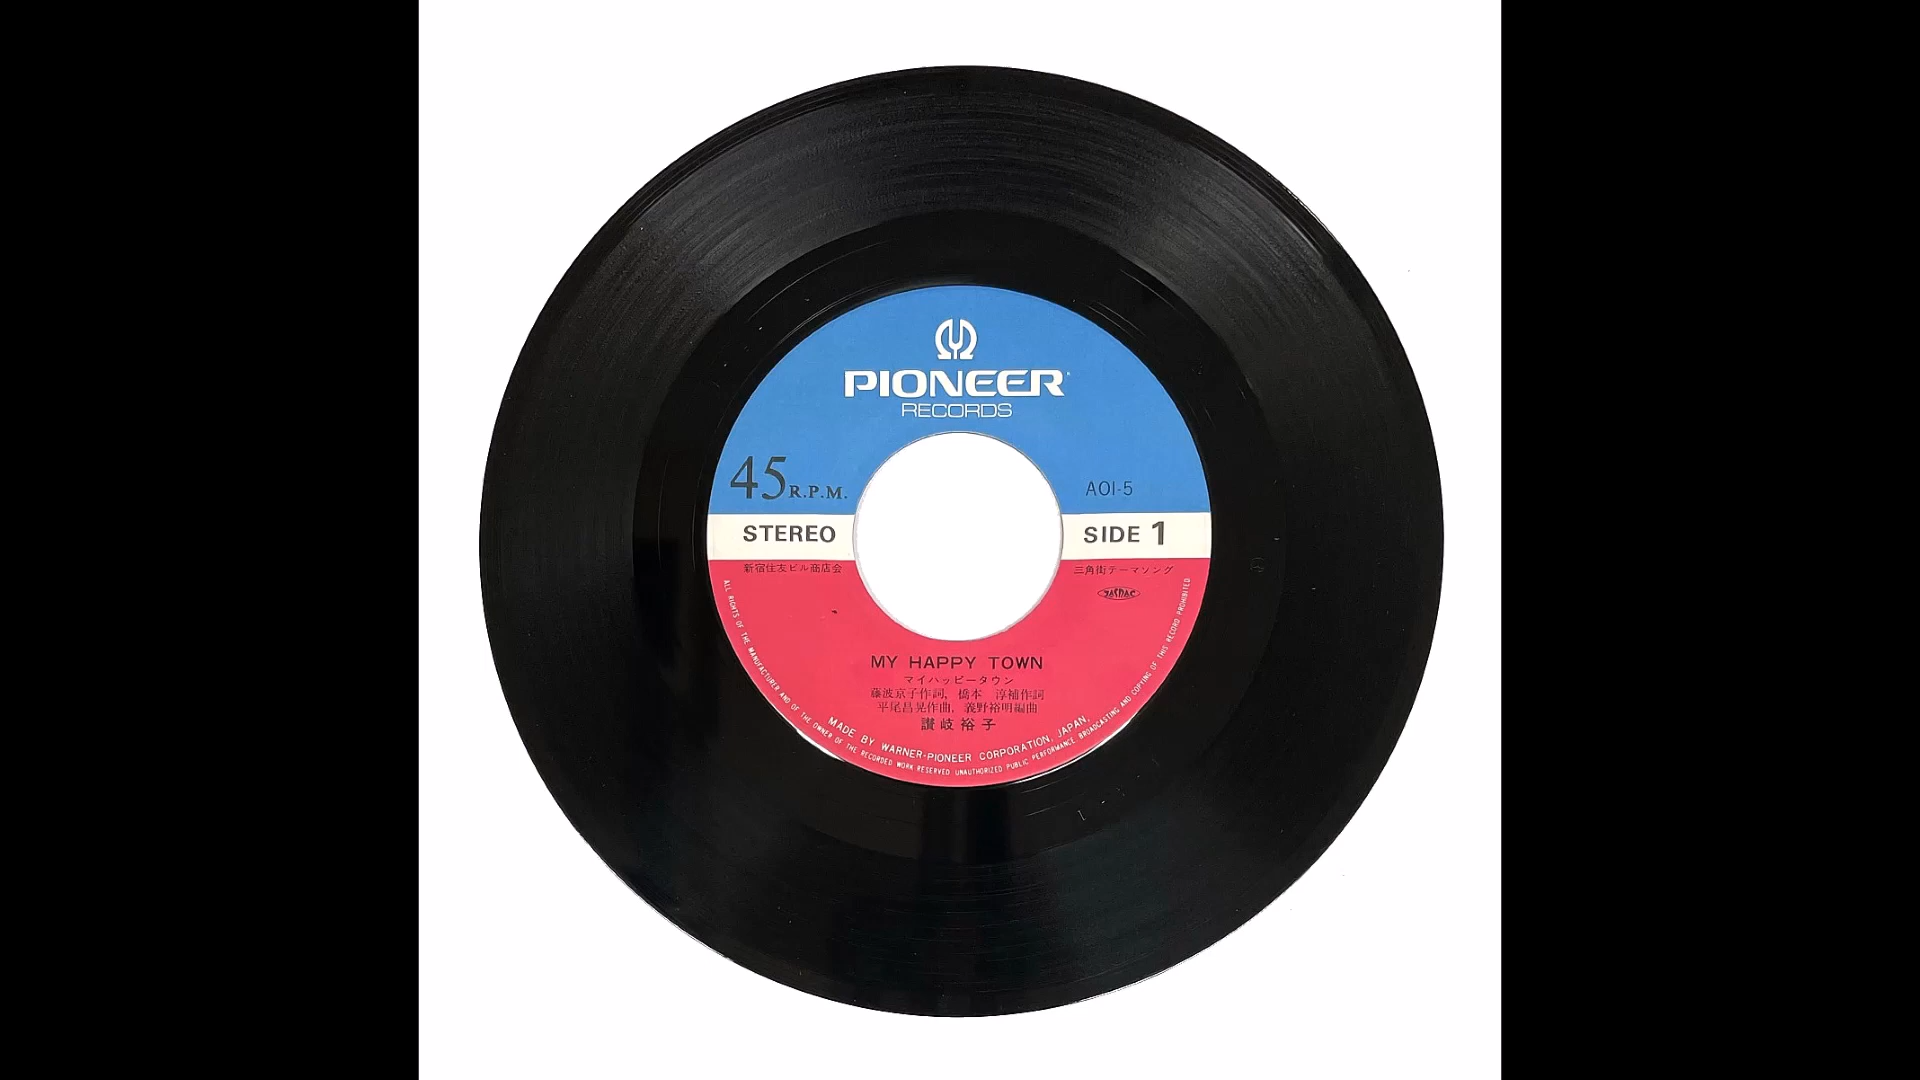 PIONEER
RECORDS
45 R.P.M.
AOI-5
STEREO
SIDE 1
新宿住友ビル商店会
三角街テーマソング
JASRAC
MY HAPPY TOWN
マイハッピータウン
藤波京子作詞, 橋本 淳補作詞
平尾昌晃作曲, 義野裕明編曲
讃岐裕子
MADE BY WARNER-PIONEER CORPORATION, JAPAN,
ALL RIGHTS OF THE MANUFACTURER AND OF THE OWNER OF THE RECORDED WORK RESERVED UNAUTHORIZED PUBLIC PERFORMANCE BROADCASTING AND COPYING OF THIS RECORD PROHIBITED